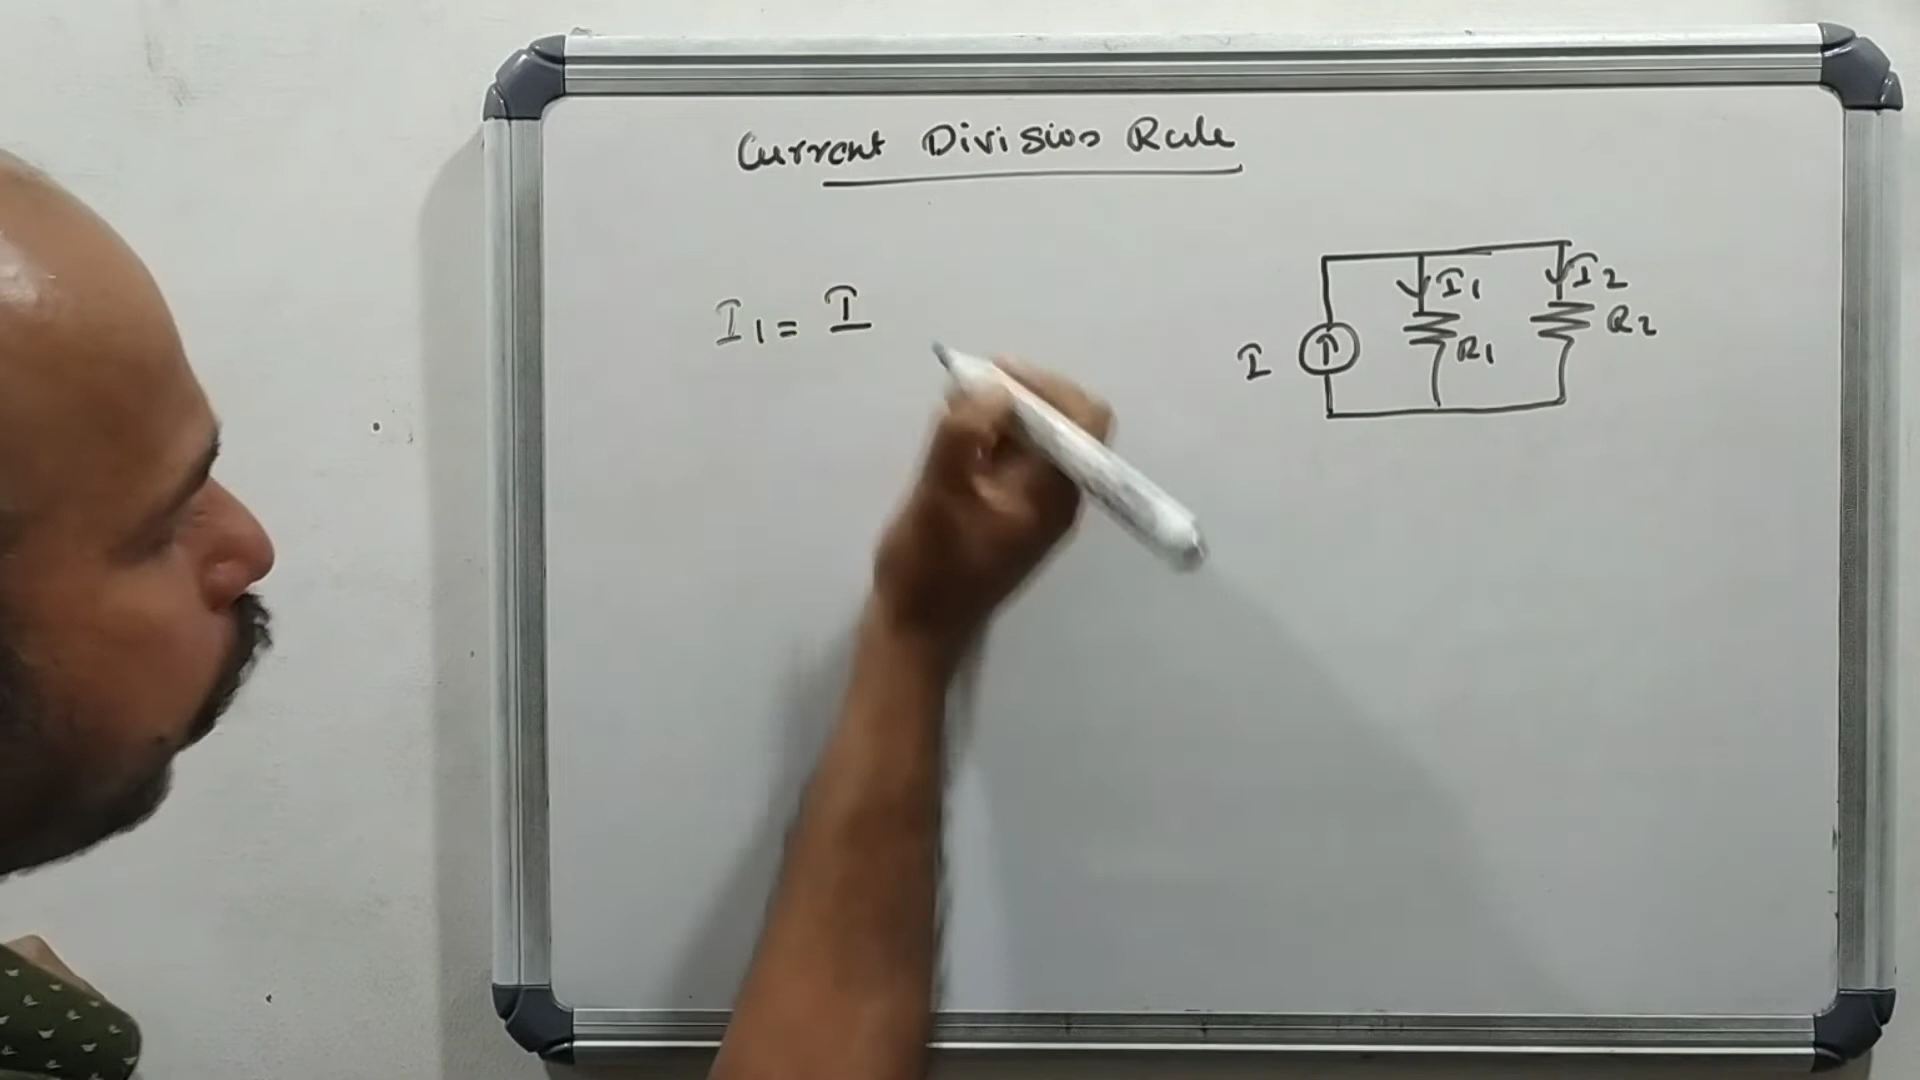 Current Division Rule
I1 = I
I1
I2
R2
R1
I